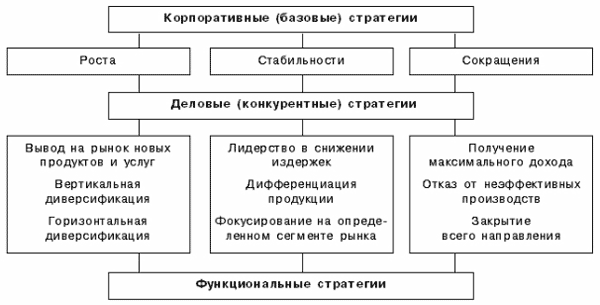 Корпоративные (базовые) стратегии
Роста
Стабильности
Сокращения
Деловые (конкурентные) стратегии
Вывод на рынок новых
продуктов и услуг
Вертикальная
диверсификация
Горизонтальная
диверсификация
Лидерство в снижении
издержек
Дифференциация
продукции
Фокусирование на опреде-
ленном сегменте рынка
Получение
максимального дохода
Отказ от неэффективных
производств
Закрытие
всего направления
Функциональные стратегии